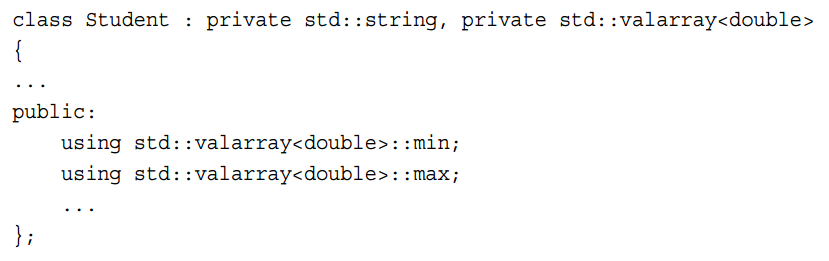 class Student : private std::string, private std::valarray<double>
{
...
public:
    using std::valarray<double>::min;
    using std::valarray<double>::max;
    ...
};